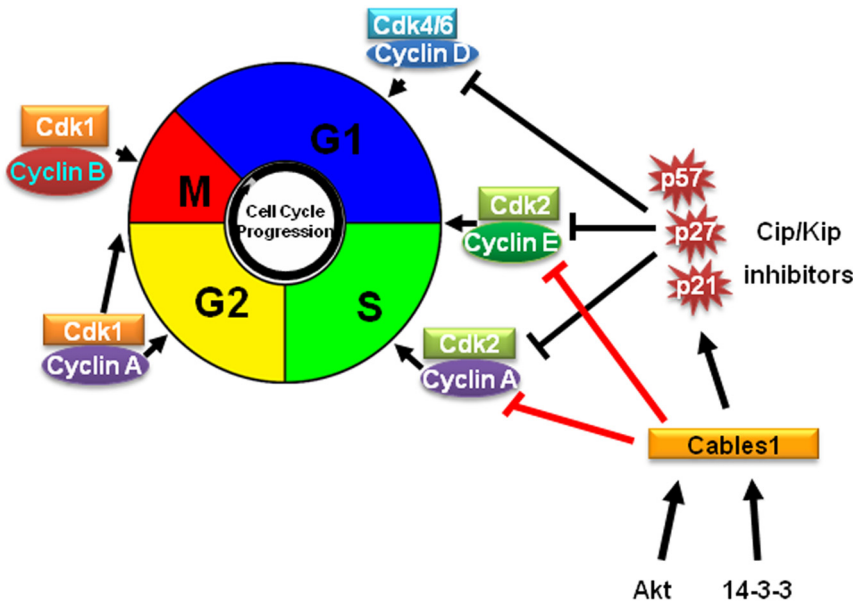 Cdk4/6
Cyclin D
Cdk1
Cyclin B
G1
M
Cell Cycle
Progression
G2
S
Cdk2
Cyclin E
p57
p27
p21
Cip/Kip
inhibitors
Cdk1
Cyclin A
Cdk2
Cyclin A
Cables1
Akt
14-3-3